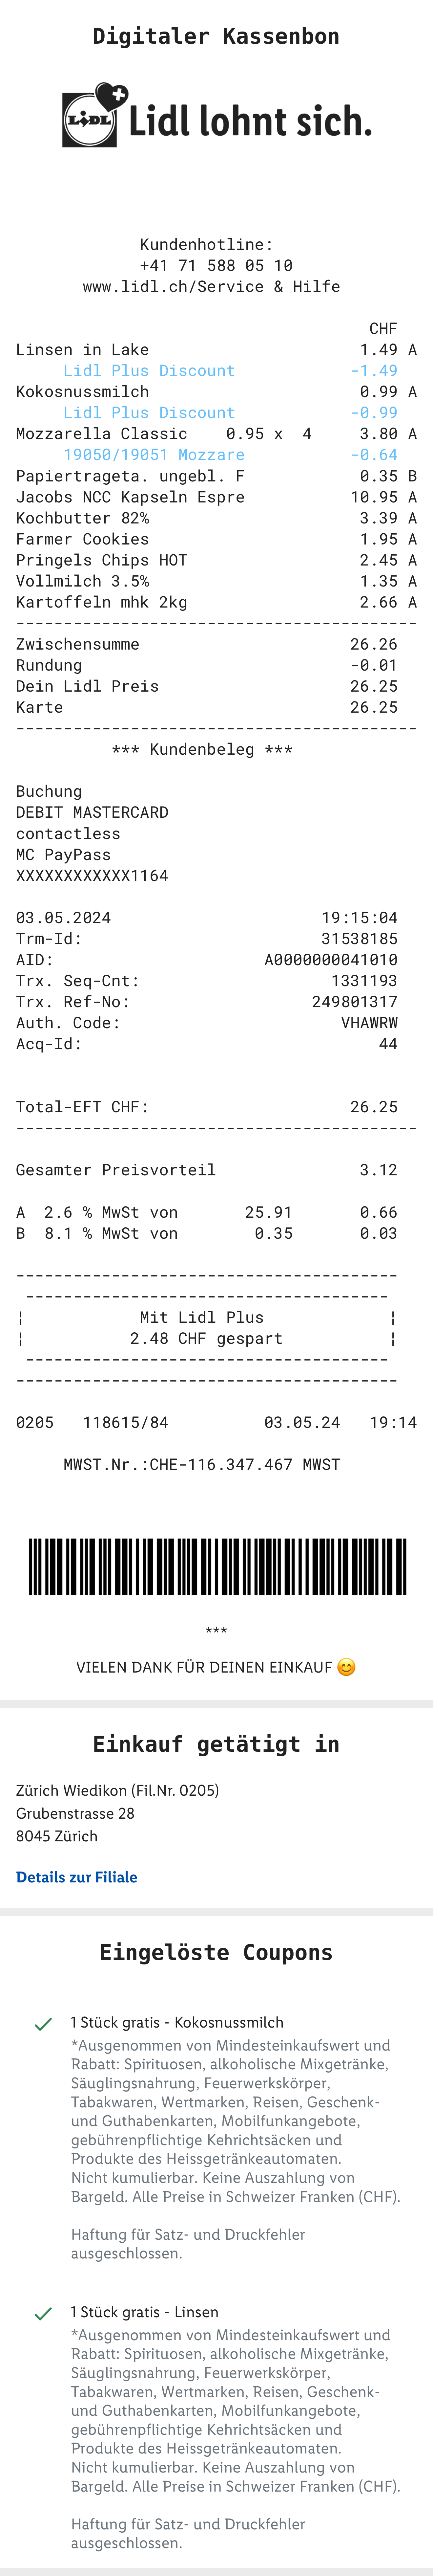 Digitaler Kassenbon
LIDL Lidl lohnt sich.
Kundenhotline:
+41 71 588 05 10
www.lidl.ch/Service & Hilfe
CHF
Linsen in Lake 1.49 A
Lidl Plus Discount -1.49
Kokosnussmilch 0.99 A
Lidl Plus Discount -0.99
Mozzarella Classic 0.95 x 4 3.80 A
19050/19051 Mozzare -0.64
Papiertrageta. ungebl. F 0.35 B
Jacobs NCC Kapseln Espre 10.95 A
Kochbutter 82% 3.39 A
Farmer Cookies 1.95 A
Pringels Chips HOT 2.45 A
Vollmilch 3.5% 1.35 A
Kartoffeln mhk 2kg 2.66 A
------------------------------------------
Zwischensumme 26.26
Rundung -0.01
Dein Lidl Preis 26.25
Karte 26.25
------------------------------------------
*** Kundenbeleg ***
Buchung
DEBIT MASTERCARD
contactless
MC PayPass
XXXXXXXXXXXX1164
03.05.2024 19:15:04
Trm-Id: 31538185
AID: A0000000041010
Trx. Seq-Cnt: 1331193
Trx. Ref-No: 249801317
Auth. Code: VHAWRW
Acq-Id: 44
Total-EFT CHF: 26.25
------------------------------------------
Gesamter Preisvorteil 3.12
A 2.6 % MwSt von 25.91 0.66
B 8.1 % MwSt von 0.35 0.03
----------------------------------------
--------------------------------------
¦ Mit Lidl Plus ¦
¦ 2.48 CHF gespart ¦
--------------------------------------
----------------------------------------
0205 118615/84 03.05.24 19:14
MWST.Nr.:CHE-116.347.467 MWST
***
VIELEN DANK FÜR DEINEN EINKAUF 😊
Einkauf getätigt in
Zürich Wiedikon (Fil.Nr. 0205)
Grubenstrasse 28
8045 Zürich
Details zur Filiale
Eingelöste Coupons
1 Stück gratis - Kokosnussmilch
*Ausgenommen von Mindesteinkaufswert und
Rabatt: Spirituosen, alkoholische Mixgetränke,
Säuglingsnahrung, Feuerwerkskörper,
Tabakwaren, Wertmarken, Reisen, Geschenk-
und Guthabenkarten, Mobilfunkangebote,
gebührenpflichtige Kehrichtsäcken und
Produkte des Heissgetränkeautomaten.
Nicht kumulierbar. Keine Auszahlung von
Bargeld. Alle Preise in Schweizer Franken (CHF).
Haftung für Satz- und Druckfehler
ausgeschlossen.
1 Stück gratis - Linsen
*Ausgenommen von Mindesteinkaufswert und
Rabatt: Spirituosen, alkoholische Mixgetränke,
Säuglingsnahrung, Feuerwerkskörper,
Tabakwaren, Wertmarken, Reisen, Geschenk-
und Guthabenkarten, Mobilfunkangebote,
gebührenpflichtige Kehrichtsäcken und
Produkte des Heissgetränkeautomaten.
Nicht kumulierbar. Keine Auszahlung von
Bargeld. Alle Preise in Schweizer Franken (CHF).
Haftung für Satz- und Druckfehler
ausgeschlossen.